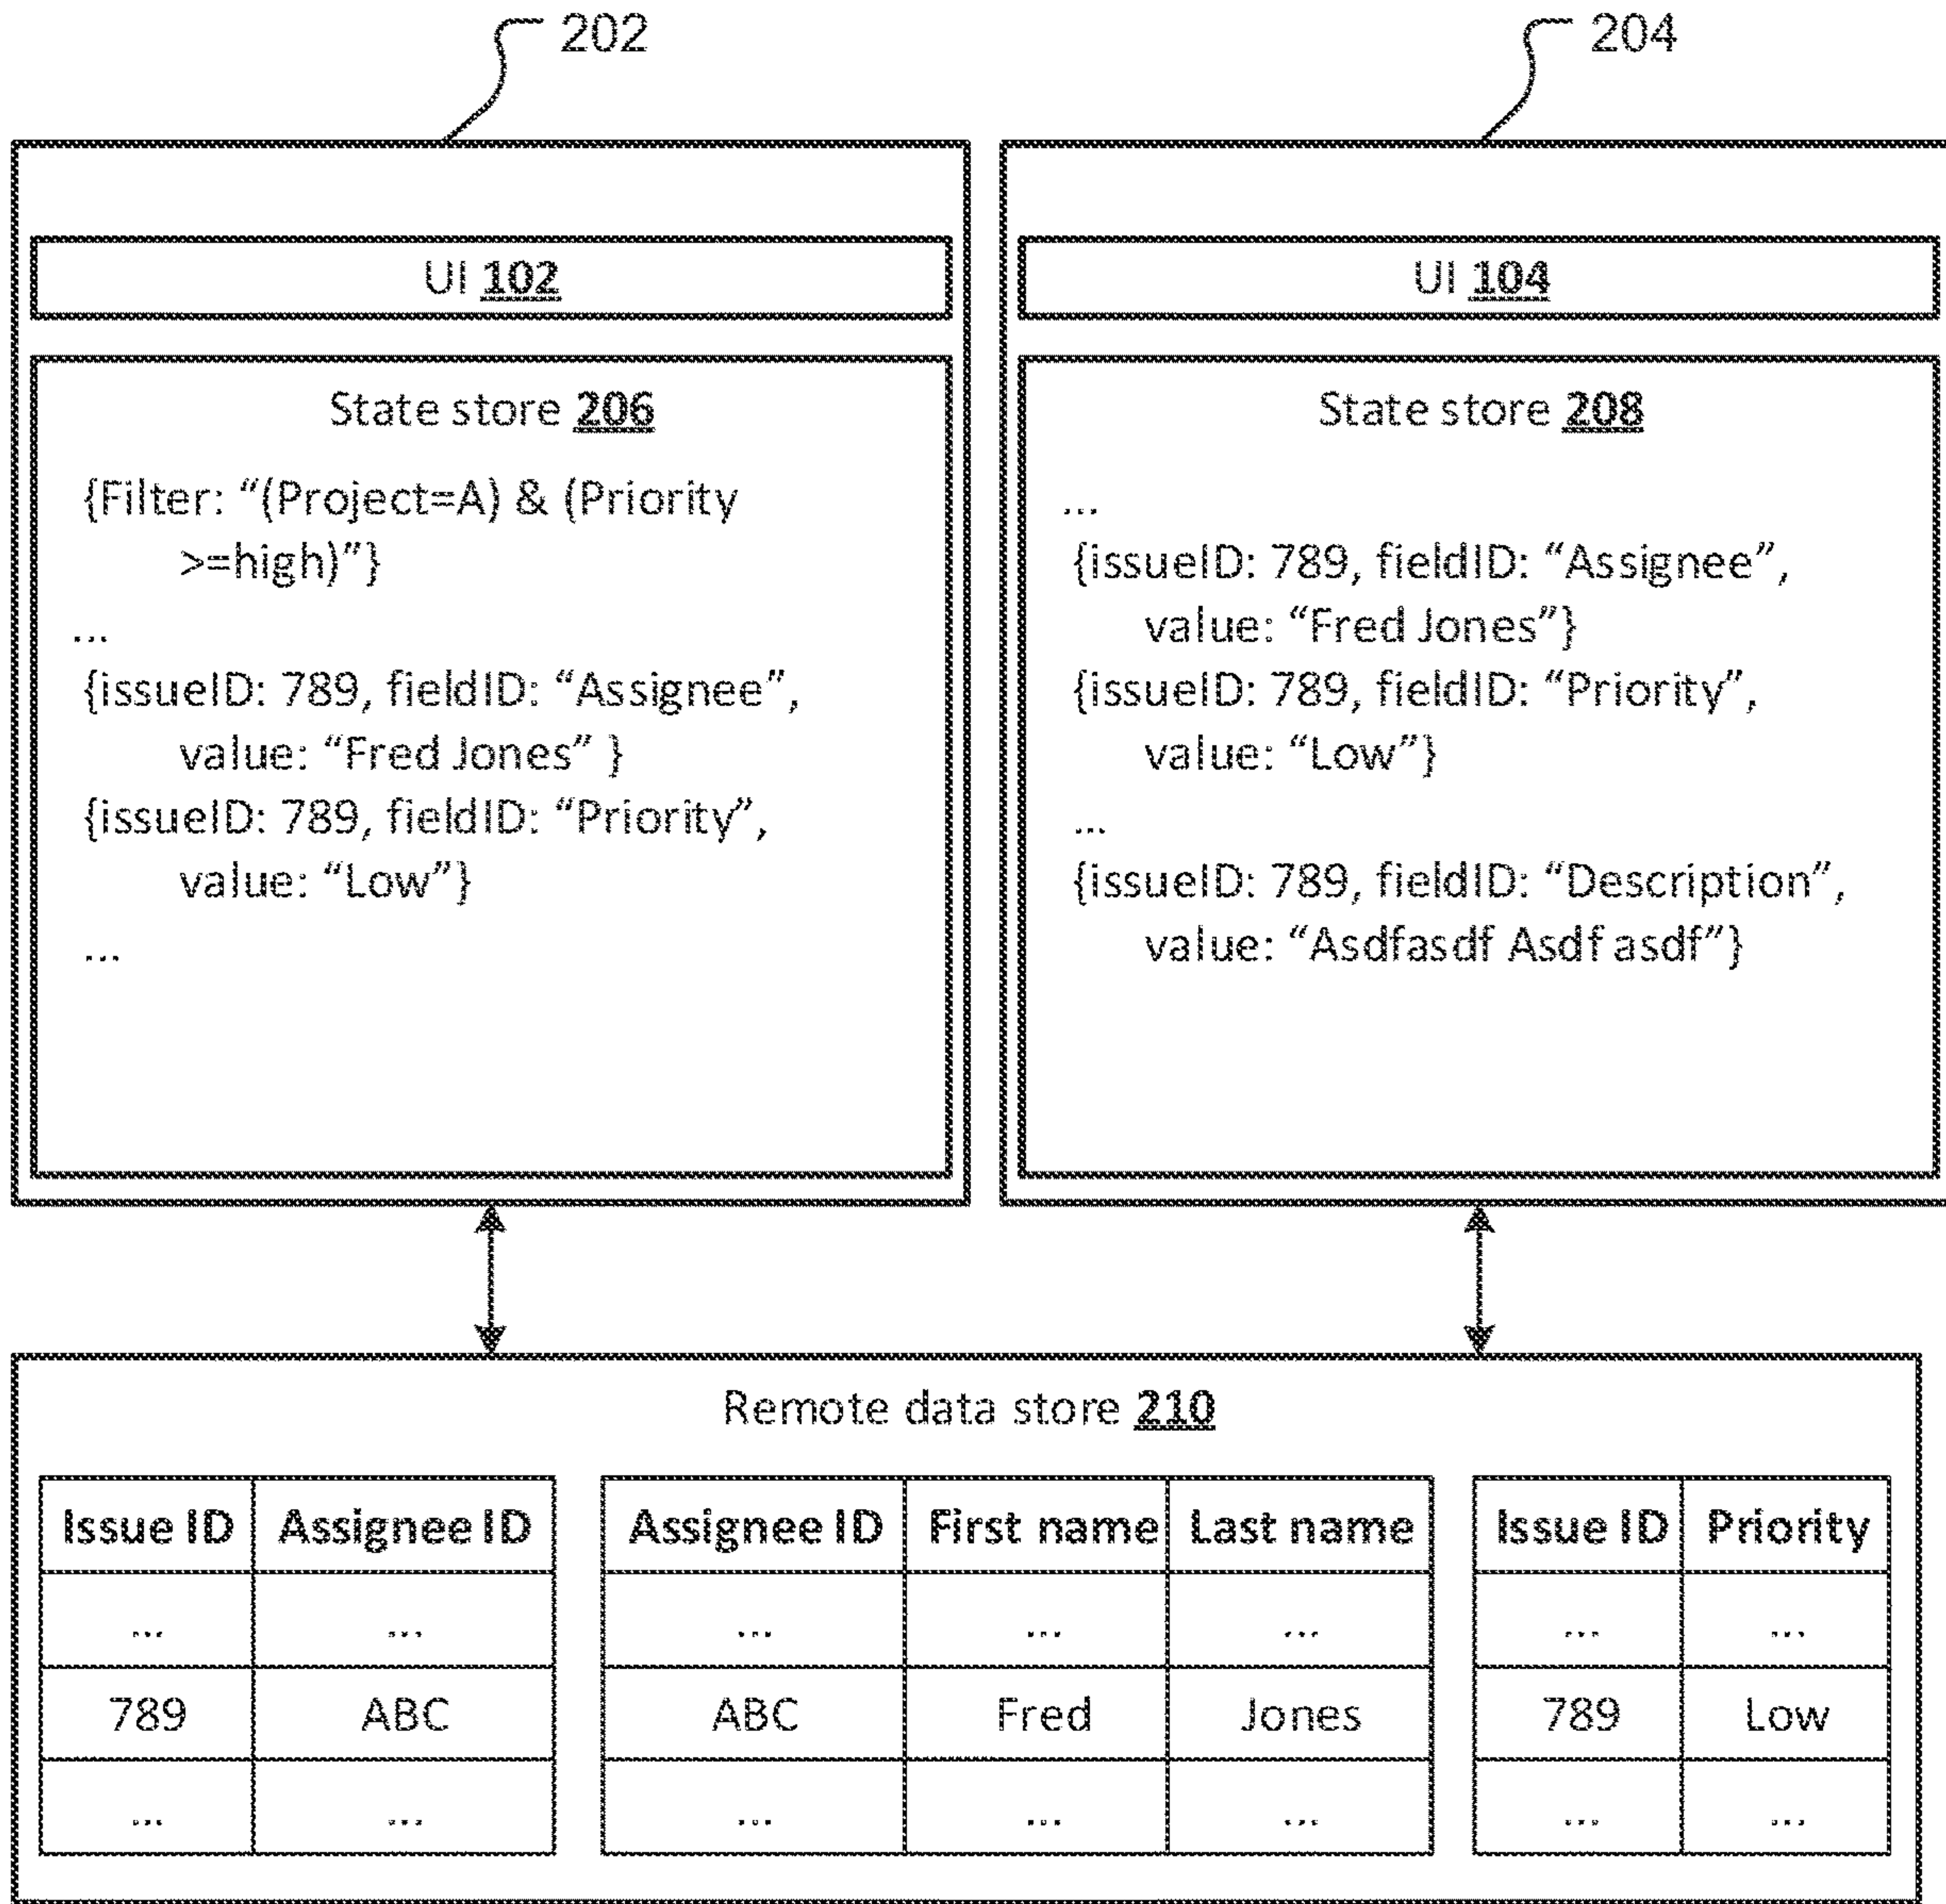 202
204
UI 102
State store 206
{Filter: “(Project=A) & (Priority
>=high)”}
...
{issueID: 789, fieldID: “Assignee”,
value: “Fred Jones” }
{issueID: 789, fieldID: “Priority”,
value: “Low”}
...
UI 104
State store 208
...
{issueID: 789, fieldID: “Assignee”,
value: “Fred Jones”}
{issueID: 789, fieldID: “Priority”,
value: “Low”}
...
{issueID: 789, fieldID: “Description”,
value: “Asdfasdf Asdf asdf”}
Remote data store 210
Issue ID Assignee ID
... ...
789 ABC
... ...
Assignee ID First name Last name
... ... ...
ABC Fred Jones
... ... ...
Issue ID Priority
... ...
789 Low
... ...